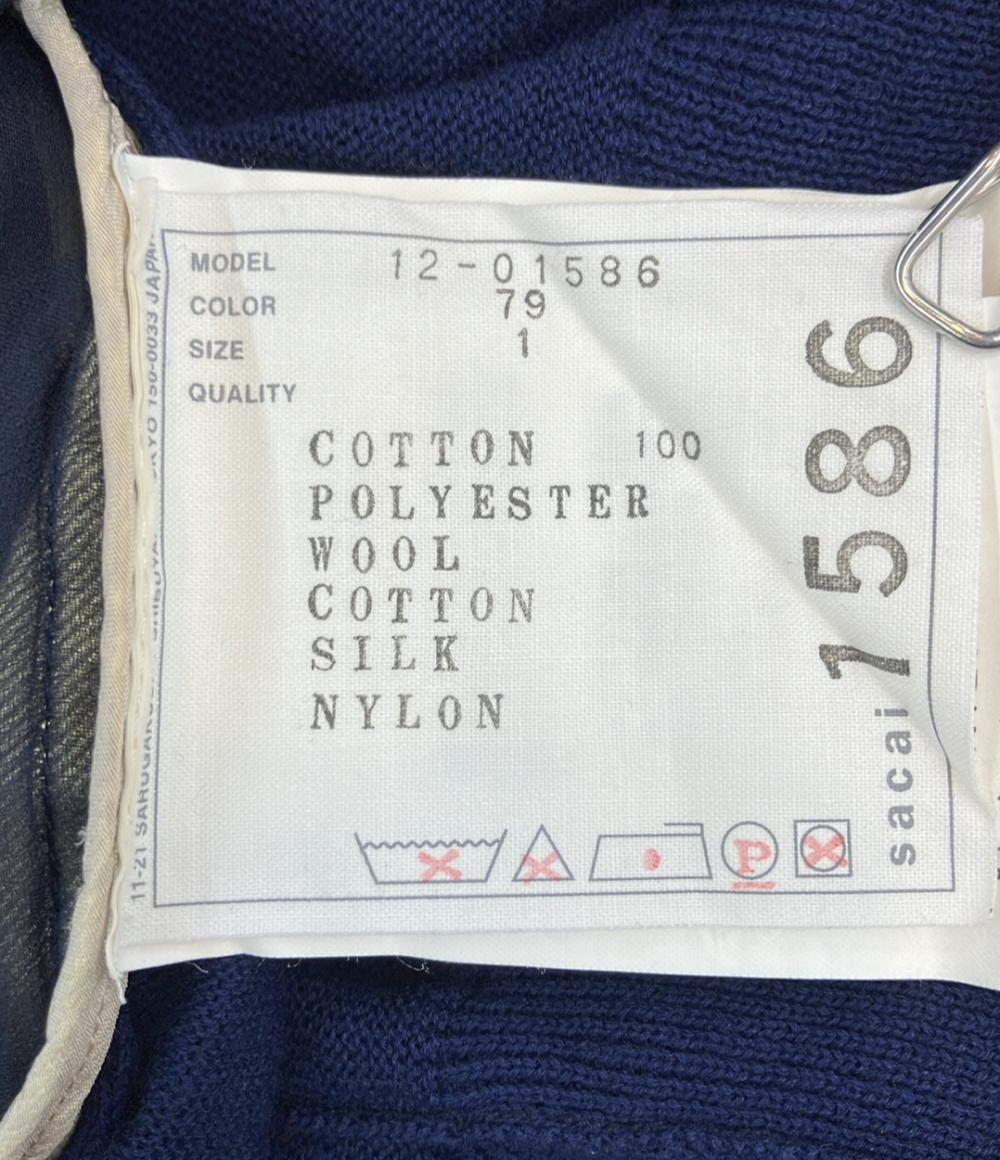 MODEL 12-01586
COLOR 79
SIZE 1
QUALITY
COTTON 100
POLYESTER
WOOL
COTTON
SILK
NYLON
P
sacai 1586
11-21 150-0033 JAPAN